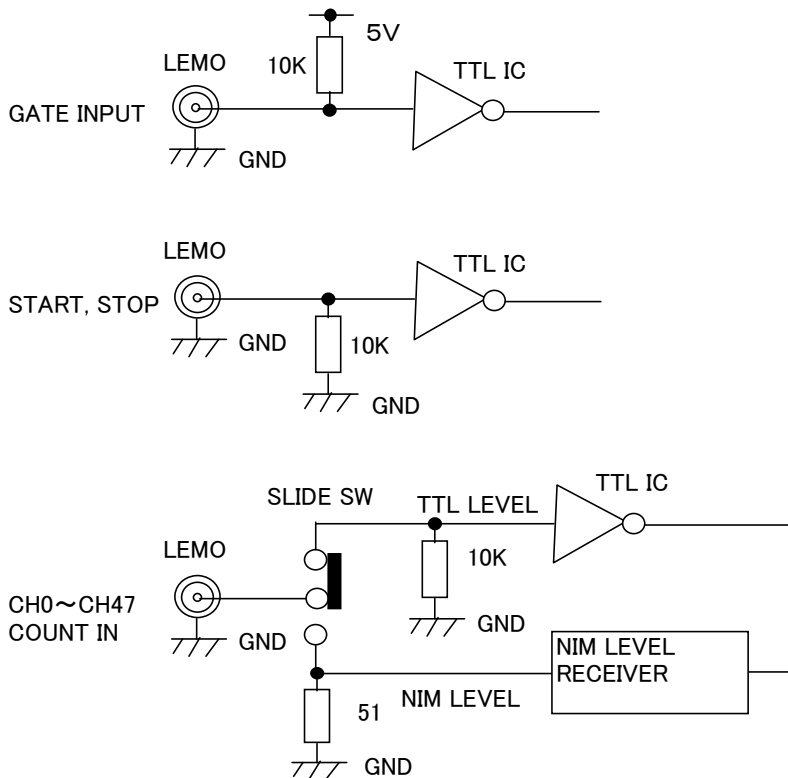 5V
LEMO
10K
TTL IC
GATE INPUT
GND
LEMO
TTL IC
START, STOP
GND
10K
GND
TTL IC
SLIDE SW
TTL LEVEL
LEMO
10K
CH0～CH47
COUNT IN
GND
GND
NIM LEVEL
RECEIVER
51
NIM LEVEL
GND